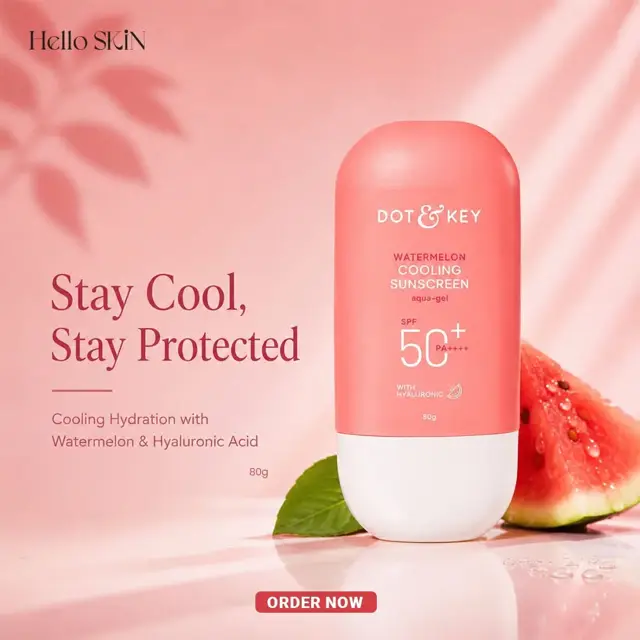 Hello SKiN
Stay Cool,
Stay Protected
Cooling Hydration with
Watermelon & Hyaluronic Acid
80g
DOT & KEY
WATERMELON
COOLING
SUNSCREEN
aqua-gel
SPF
50+
PA++++
WITH
HYALURONIC
80g
ORDER NOW